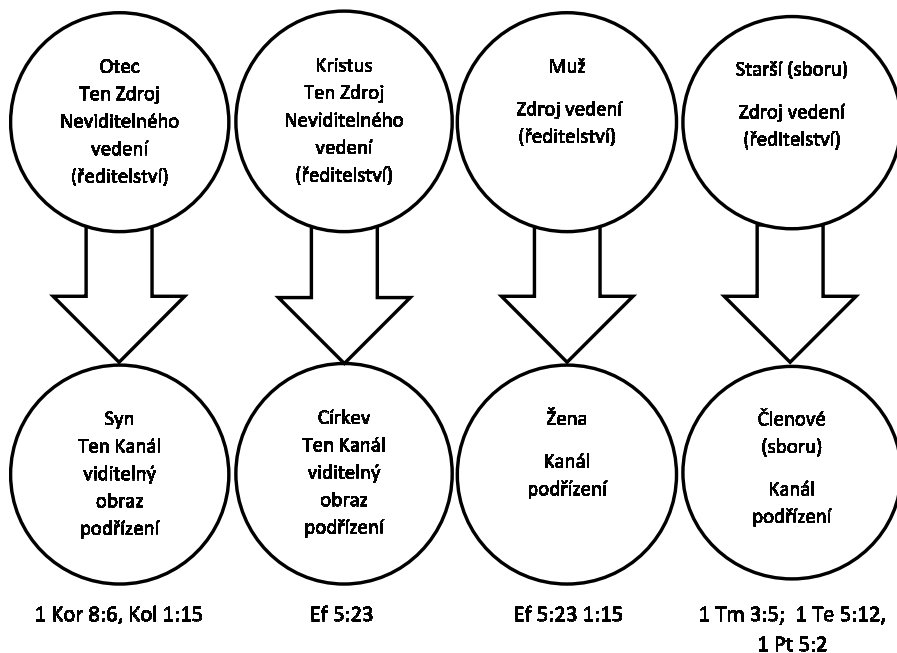 Otec
Ten Zdroj
Neviditelného
vedení
(ředitelství)
Kristus
Ten Zdroj
Neviditelného
vedení
(ředitelství)
Muž
Zdroj vedení
(ředitelství)
Starší (sboru)
Zdroj vedení
(ředitelství)
Syn
Ten Kanál
viditelný
obraz
podřízení
Církev
Ten Kanál
viditelný
obraz
podřízení
Žena
Kanál
podřízení
Členové
(sboru)
Kanál
podřízení
1 Kor 8:6, Kol 1:15
Ef 5:23
Ef 5:23 1:15
1 Tm 3:5; 1 Te 5:12,
1 Pt 5:2